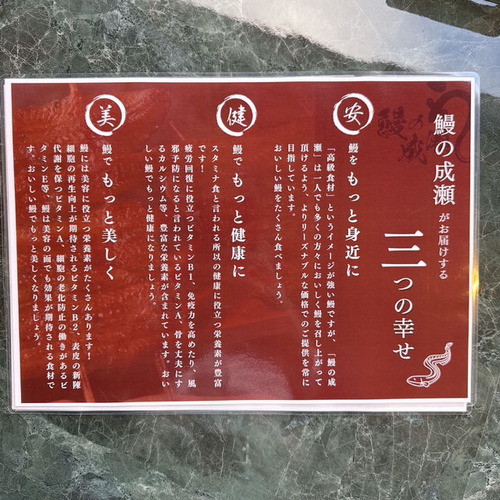 鰻の成瀬がお届けする
三つの幸せ
安
鰻を もっと身近に
「高級食材」というイメージが強い鰻ですが、「鰻の成
瀬」は一人でも多くの方々においしく鰻を召し上がって
頂けるよう、よりリーズナブルな価格でのご提供を常に
目指しています。
おいしい鰻をたくさん食べましょう。
健
鰻で もっと健康に
スタミナ食と言われる所以の健康に役立つ栄養素が豊富
です！
疲労回復に役立つビタミンB1、免疫力を高めたり、風
邪予防になると言われているビタミンA、骨を丈夫にす
るカルシウム等、豊富な栄養素が含まれています。おい
しい鰻でもっと健康になりましょう。
美
鰻で もっと美しく
鰻には美容に役立つ栄養素がたくさんあります！
細胞の再生向上が期待されるビタミンB2、表皮の新陳
代謝を保つビタミンA、細胞の老化防止の働きがあるビ
タミンE等、鰻は美容の面でも効果が期待される食材で
す。おいしい鰻でもっと美しくなりましょう。